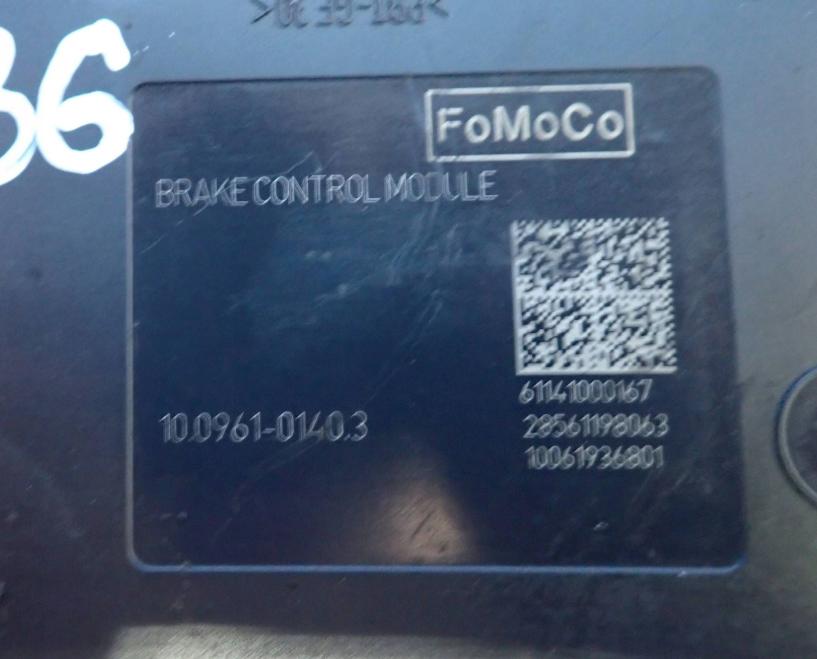 36
FoMoCo
BRAKE CONTROL MODULE
61141000167
10.0961-0140.3
28561198063
10061936801